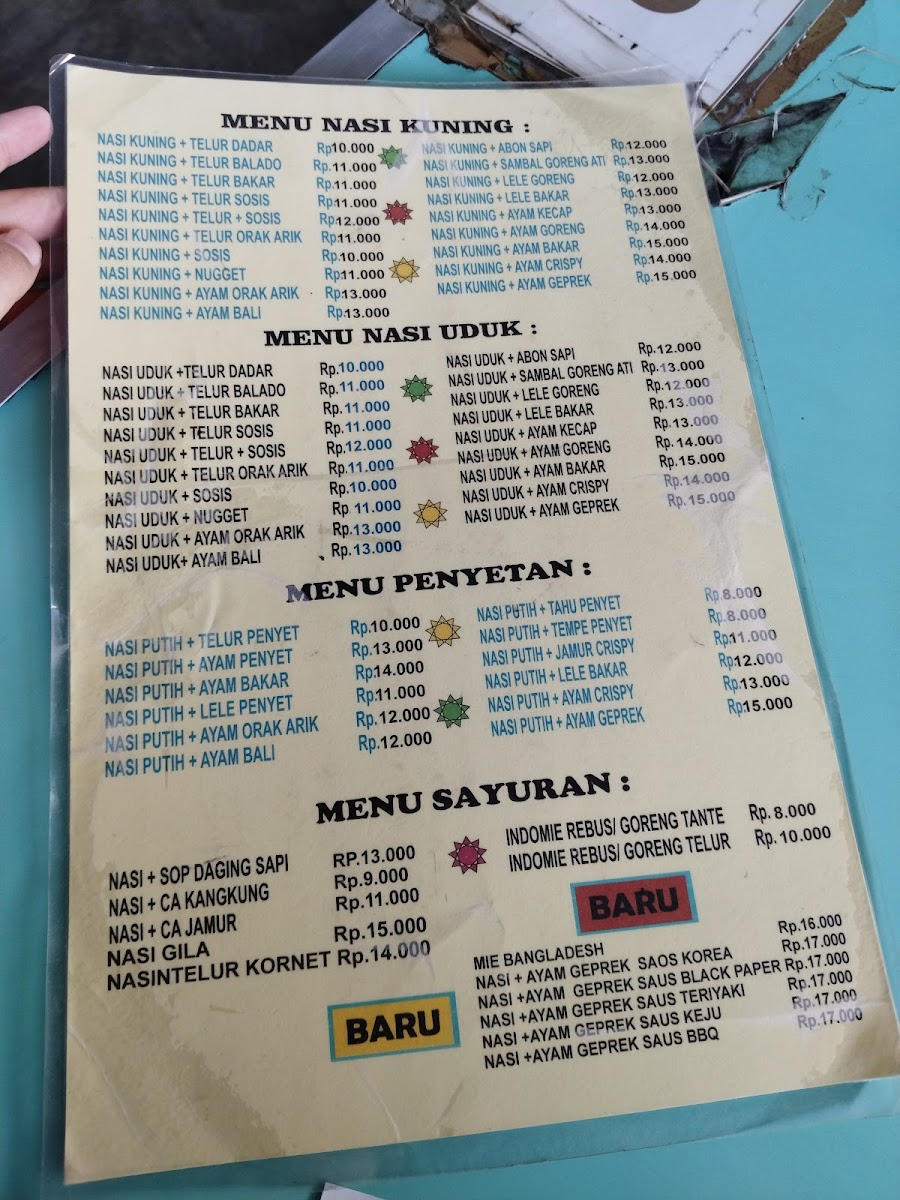 MENU NASI KUNING :
NASI KUNING + TELUR DADAR Rp10.000
NASI KUNING + TELUR BALADO Rp.11.000
NASI KUNING + TELUR BAKAR Rp.11.000
NASI KUNING + TELUR SOSIS Rp.11.000
NASI KUNING + TELUR + SOSIS Rp.12.000
NASI KUNING + TELUR ORAK ARIK Rp.11.000
NASI KUNING + SOSIS Rp.10.000
NASI KUNING + NUGGET Rp11.000
NASI KUNING + AYAM ORAK ARIK Rp.13.000
NASI KUNING + AYAM BALI Rp.13.000
NASI KUNING + ABON SAPI Rp.12.000
NASI KUNING + SAMBAL GORENG ATI Rp.13.000
NASI KUNING + LELE GORENG Rp.12.000
NASI KUNING + LELE BAKAR Rp.13.000
NASI KUNING + AYAM KECAP Rp.13.000
NASI KUNING + AYAM GORENG Rp.14.000
NASI KUNING + AYAM BAKAR Rp.15.000
NASI KUNING + AYAM CRISPY Rp.14.000
NASI KUNING + AYAM GEPREK Rp.15.000
MENU NASI UDUK :
NASI UDUK +TELUR DADAR Rp.10.000
NASI UDUK + TELUR BALADO Rp.11.000
NASI UDUK + TELUR BAKAR Rp.11.000
NASI UDUK + TELUR SOSIS Rp.11.000
NASI UDUK + TELUR + SOSIS Rp.12.000
NASI UDUK + TELUR ORAK ARIK Rp.11.000
NASI UDUK + SOSIS Rp.10.000
NASI UDUK + NUGGET Rp.11.000
NASI UDUK + AYAM ORAK ARIK Rp.13.000
NASI UDUK+ AYAM BALI Rp.13.000
NASI UDUK + ABON SAPI Rp.12.000
NASI UDUK + SAMBAL GORENG ATI Rp.13.000
NASI UDUK + LELE GORENG Rp.12.000
NASI UDUK + LELE BAKAR Rp.13.000
NASI UDUK + AYAM KECAP Rp.13.000
NASI UDUK + AYAM GORENG Rp.14.000
NASI UDUK + AYAM BAKAR Rp.15.000
NASI UDUK + AYAM CRISPY Rp.14.000
NASI UDUK + AYAM GEPREK Rp.15.000
MENU PENYETAN :
NASI PUTIH + TELUR PENYET Rp.10.000
NASI PUTIH + AYAM PENYET Rp.13.000
NASI PUTIH + AYAM BAKAR Rp.14.000
NASI PUTIH + LELE PENYET Rp.11.000
NASI PUTIH + AYAM ORAK ARIK Rp.12.000
NASI PUTIH + AYAM BALI Rp.12.000
NASI PUTIH + TAHU PENYET Rp.8.000
NASI PUTIH + TEMPE PENYET Rp.8.000
NASI PUTIH + JAMUR CRISPY Rp.11.000
NASI PUTIH + LELE BAKAR Rp.12.000
NASI PUTIH + AYAM CRISPY Rp.13.000
NASI PUTIH + AYAM GEPREK Rp15.000
MENU SAYURAN :
NASI + SOP DAGING SAPI RP.13.000
NASI + CA KANGKUNG Rp.9.000
NASI + CA JAMUR Rp.11.000
NASI GILA Rp.15.000
NASINTELUR KORNET Rp.14.000
BARU
INDOMIE REBUS/ GORENG TANTE Rp.8.000
INDOMIE REBUS/ GORENG TELUR Rp.10.000
BARU
MIE BANGLADESH Rp.16.000
NASI + AYAM GEPREK SAOS KOREA Rp.17.000
NASI +AYAM GEPREK SAUS BLACK PAPER Rp.17.000
NASI +AYAM GEPREK SAUS TERIYAKI Rp.17.000
NASI +AYAM GEPREK SAUS KEJU Rp.17.000
NASI +AYAM GEPREK SAUS BBQ Rp.17.000